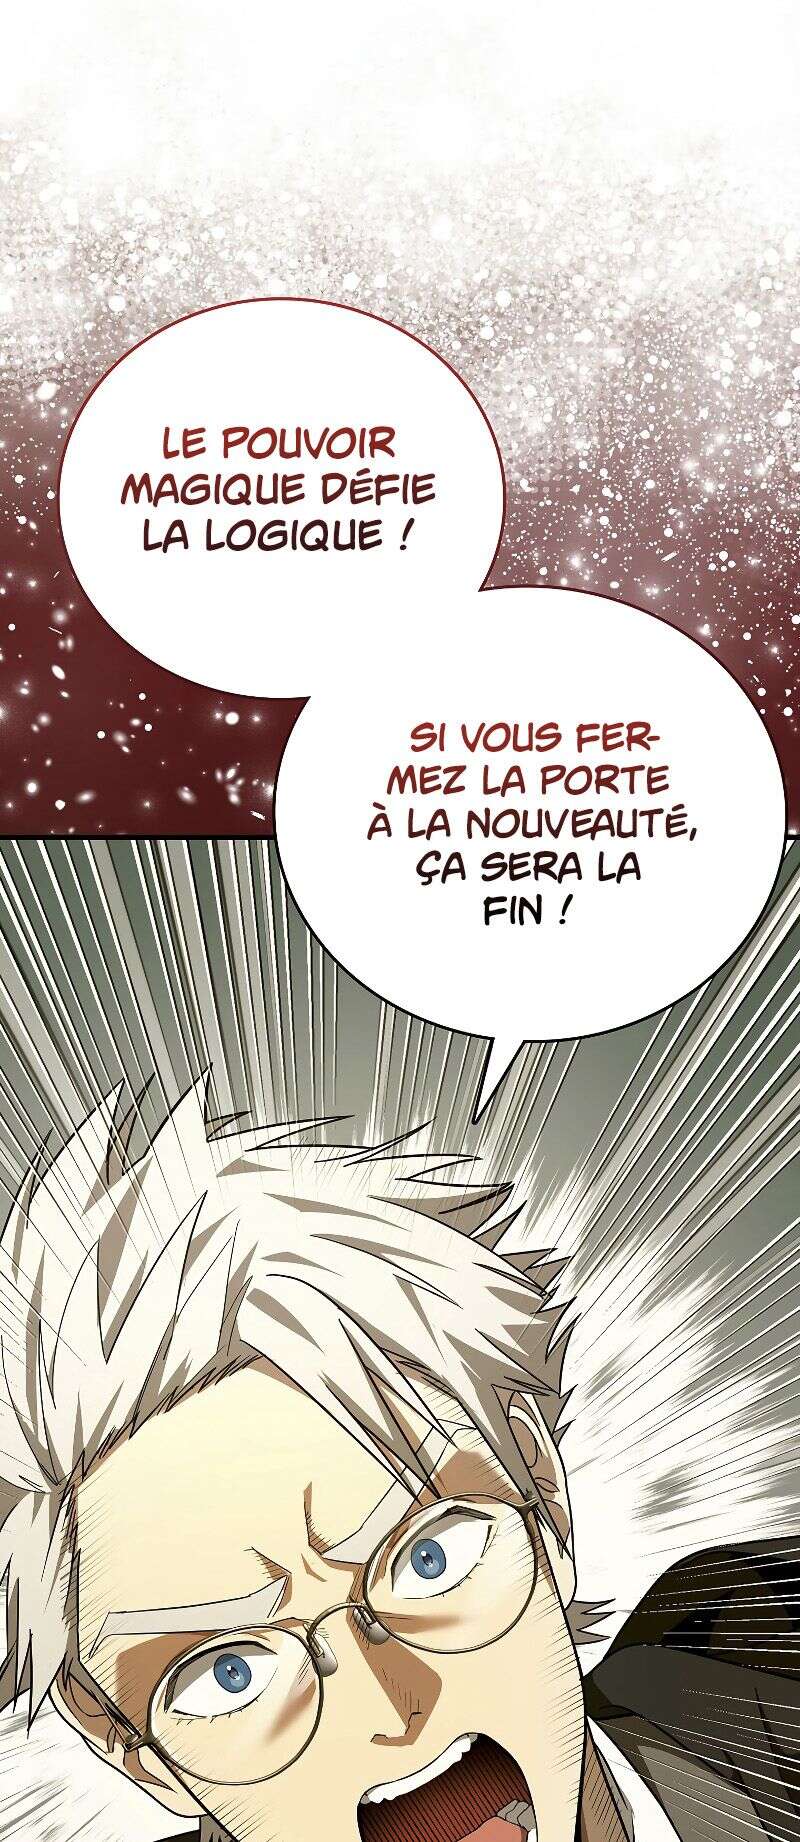 LE POUVOIR
MAGIQUE DÉFIE
LA LOGIQUE !
SI VOUS FER-
MEZ LA PORTE
À LA NOUVEAUTÉ,
ÇA SERA LA
FIN !